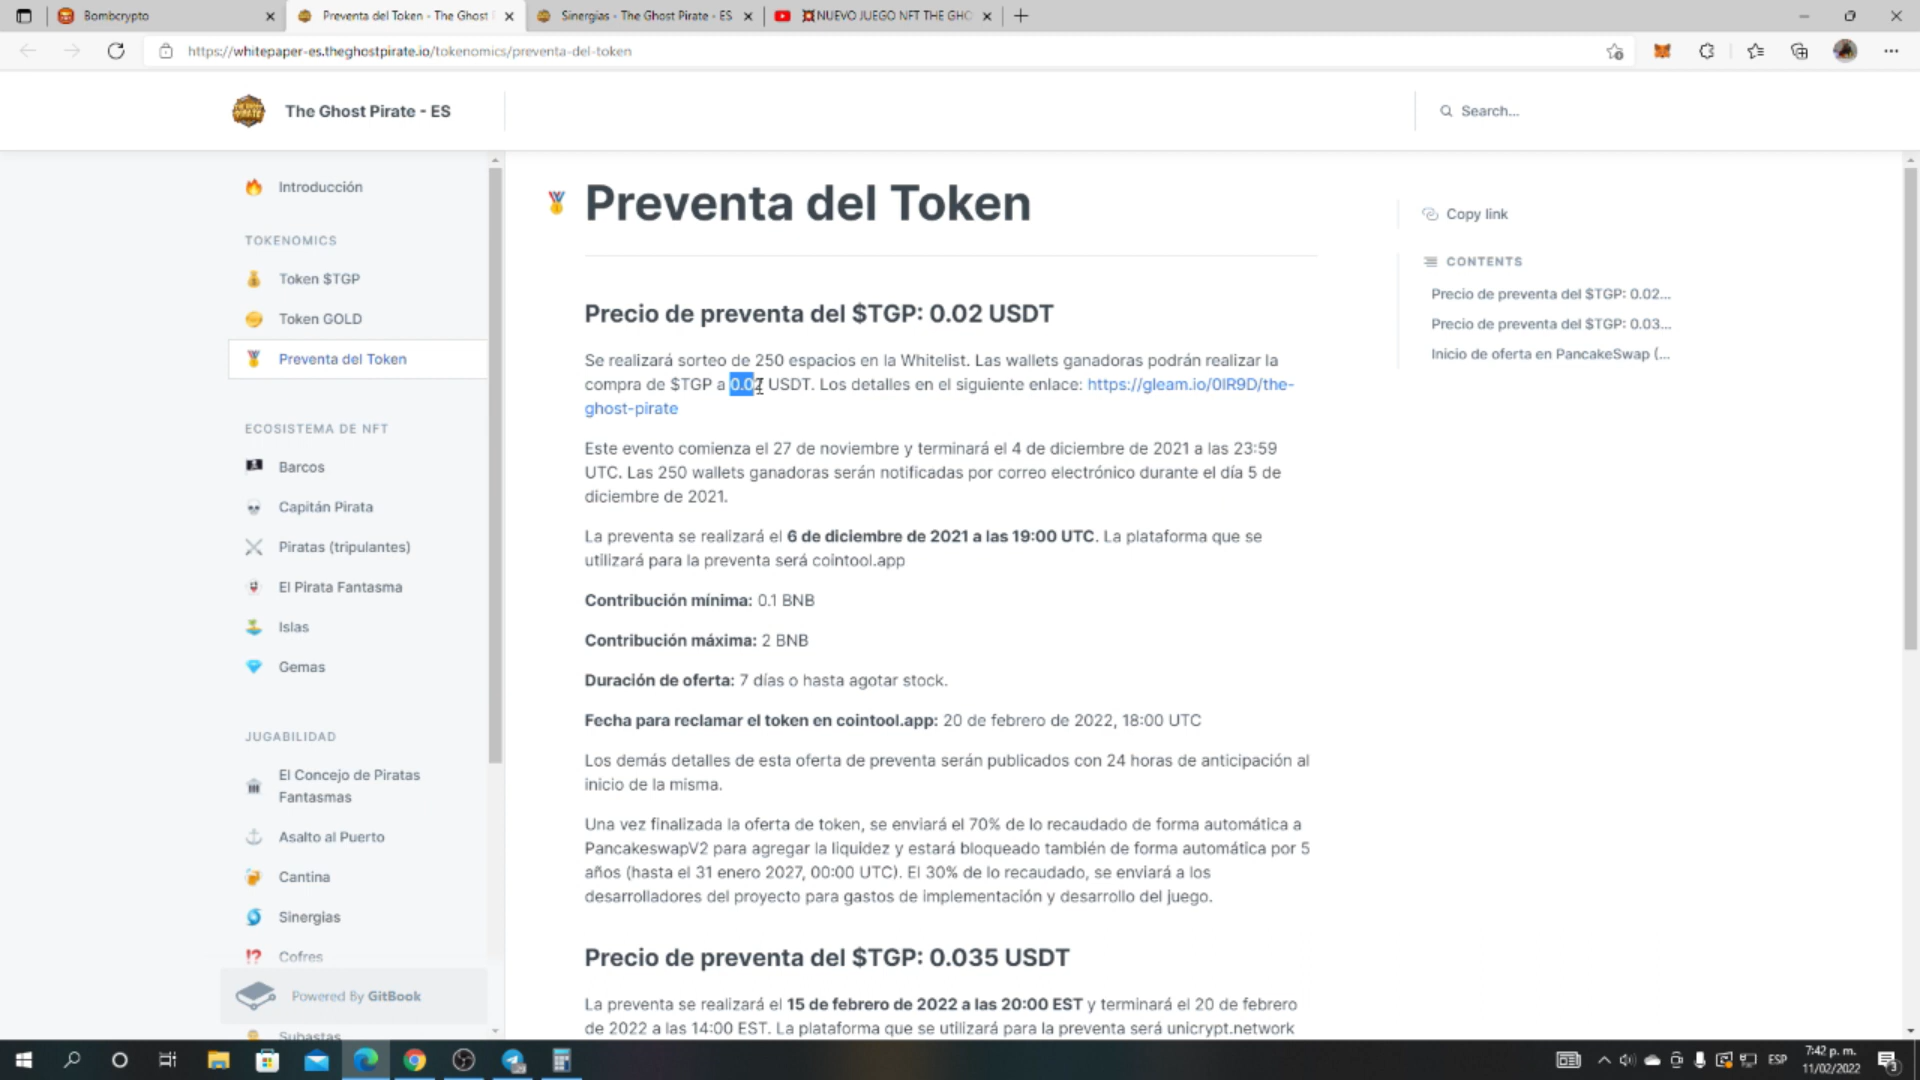 Bombcrypto
Preventa del Token - The Ghost
Sinergias - The Ghost Pirate - ES
NUEVO JUEGO NFT THE GHO
https://whitepaper-es.theghostpirate.io/tokenomics/preventa-del-token
The Ghost Pirate - ES
Search...
Introducción
TOKENOMICS
Token $TGP
Token GOLD
Preventa del Token
ECOSISTEMA DE NFT
Barcos
Capitán Pirata
Piratas (tripulantes)
El Pirata Fantasma
Islas
Gemas
JUGABILIDAD
El Concejo de Piratas
Fantasmas
Asalto al Puerto
Cantina
Sinergias
Cofres
Powered By GitBook
Subastas
Preventa del Token
Precio de preventa del $TGP: 0.02 USDT
Se realizará sorteo de 250 espacios en la Whitelist. Las wallets ganadoras podrán realizar la
compra de $TGP a 0.02 USDT. Los detalles en el siguiente enlace: https://gleam.io/0lR9D/the-
ghost-pirate
Este evento comienza el 27 de noviembre y terminará el 4 de diciembre de 2021 a las 23:59
UTC. Las 250 wallets ganadoras serán notificadas por correo electrónico durante el día 5 de
diciembre de 2021.
La preventa se realizará el 6 de diciembre de 2021 a las 19:00 UTC. La plataforma que se
utilizará para la preventa será cointool.app
Contribución mínima: 0.1 BNB
Contribución máxima: 2 BNB
Duración de oferta: 7 días o hasta agotar stock.
Fecha para reclamar el token en cointool.app: 20 de febrero de 2022, 18:00 UTC
Los demás detalles de esta oferta de preventa serán publicados con 24 horas de anticipación al
inicio de la misma.
Una vez finalizada la oferta de token, se enviará el 70% de lo recaudado de forma automática a
PancakeswapV2 para agregar la liquidez y estará bloqueado también de forma automática por 5
años (hasta el 31 enero 2027, 00:00 UTC). El 30% de lo recaudado, se enviará a los
desarrolladores del proyecto para gastos de implementación y desarrollo del juego.
Precio de preventa del $TGP: 0.035 USDT
La preventa se realizará el 15 de febrero de 2022 a las 20:00 EST y terminará el 20 de febrero
de 2022 a las 14:00 EST. La plataforma que se utilizará para la preventa será unicrypt.network
Copy link
CONTENTS
Precio de preventa del $TGP: 0.02...
Precio de preventa del $TGP: 0.03...
Inicio de oferta en PancakeSwap (...
ESP
7:42 p. m.
11/02/2022
3